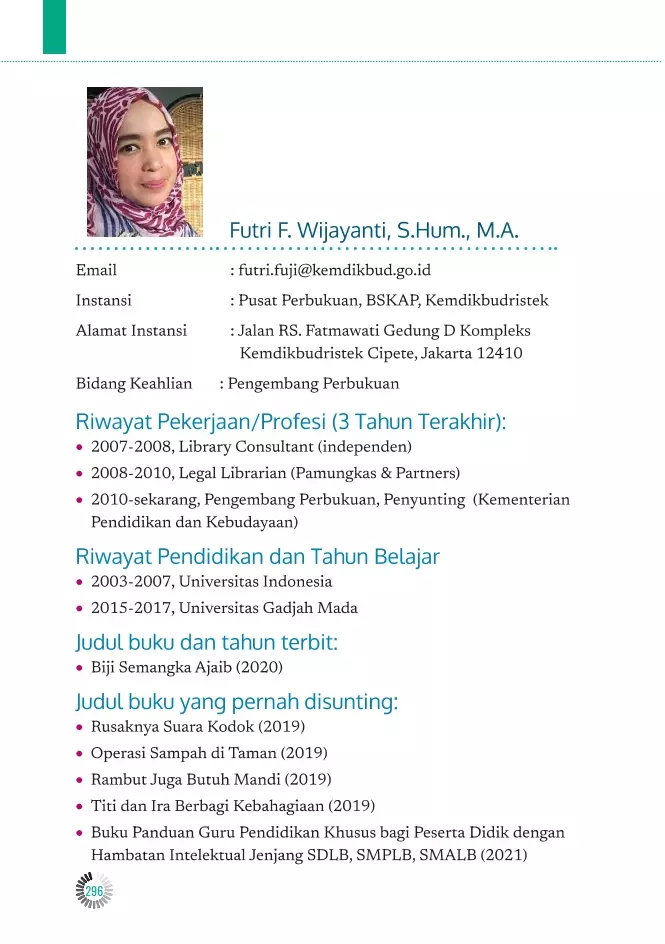 Futri F. Wijayanti, S.Hum., M.A.
Email : futri.fuji@kemdikbud.go.id
Instansi : Pusat Perbukuan, BSKAP, Kemdikbudristek
Alamat Instansi : Jalan RS. Fatmawati Gedung D Kompleks
Kemdikbudristek Cipete, Jakarta 12410
Bidang Keahlian : Pengembang Perbukuan
Riwayat Pekerjaan/Profesi (3 Tahun Terakhir):
• 2007-2008, Library Consultant (independen)
• 2008-2010, Legal Librarian (Pamungkas & Partners)
• 2010-sekarang, Pengembang Perbukuan, Penyunting (Kementerian
Pendidikan dan Kebudayaan)
Riwayat Pendidikan dan Tahun Belajar
• 2003-2007, Universitas Indonesia
• 2015-2017, Universitas Gadjah Mada
Judul buku dan tahun terbit:
• Biji Semangka Ajaib (2020)
Judul buku yang pernah disunting:
• Rusaknya Suara Kodok (2019)
• Operasi Sampah di Taman (2019)
• Rambut Juga Butuh Mandi (2019)
• Titi dan Ira Berbagi Kebahagiaan (2019)
• Buku Panduan Guru Pendidikan Khusus bagi Peserta Didik dengan
Hambatan Intelektual Jenjang SDLB, SMPLB, SMALB (2021)
296